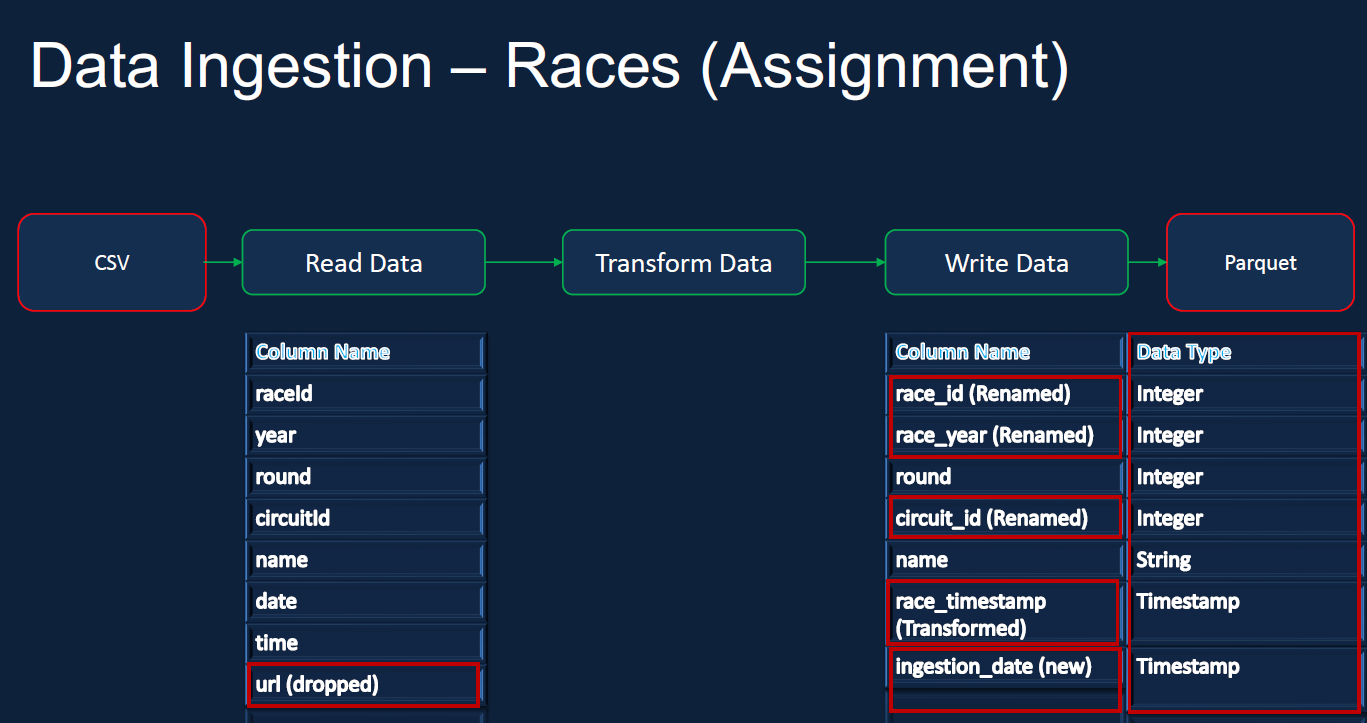 Data Ingestion – Races (Assignment)
CSV
Read Data
Transform Data
Write Data
Parquet
Column Name
raceId
year
round
circuitId
name
date
time
url (dropped)
Column Name
Data Type
race_id (Renamed)
Integer
race_year (Renamed)
Integer
round
Integer
circuit_id (Renamed)
Integer
name
String
race_timestamp
(Transformed)
Timestamp
ingestion_date (new)
Timestamp